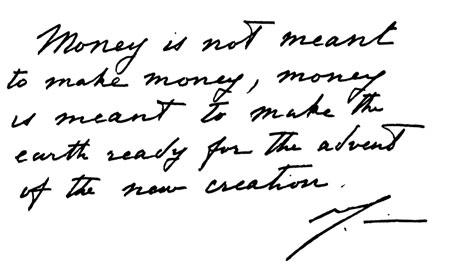 Money is not meant
to make money, money
is meant to make the
earth ready for the advent
of the new creation.